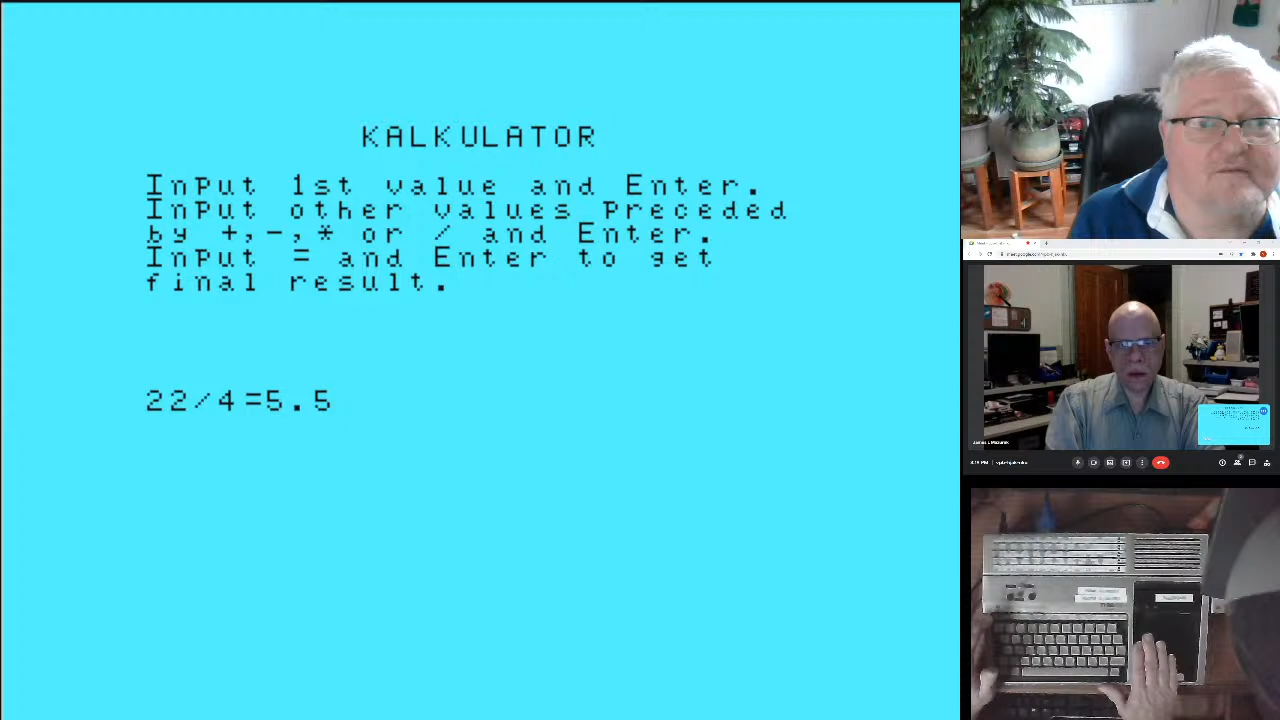 KALKULATOR
Input 1st value and Enter.
Input other values Preceded
by +,-,* or / and Enter.
Input = and Enter to get
final result.
22/4=5.5